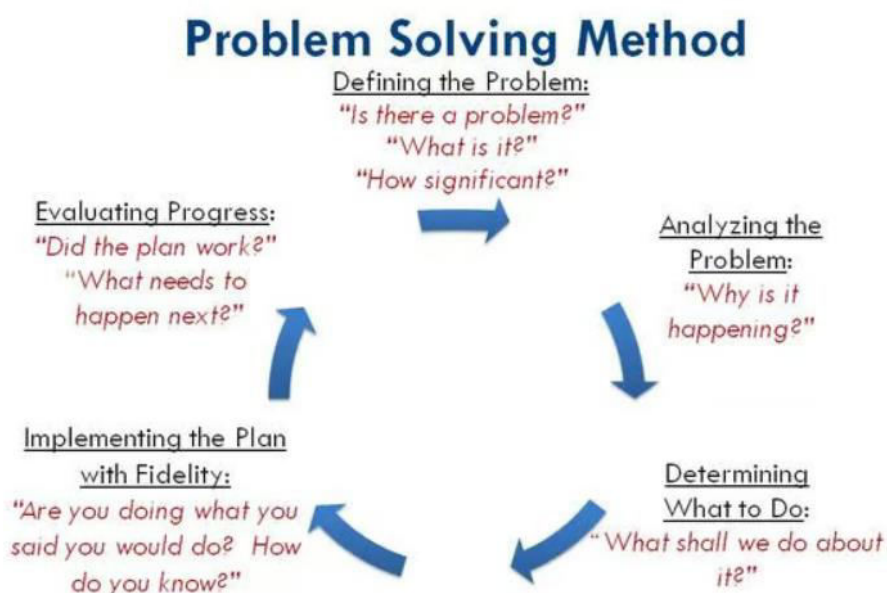 Problem Solving Method
Defining the Problem:
“Is there a problem?”
“What is it?”
“How significant?”
Analyzing the
Problem:
“Why is it
happening?”
Determining
What to Do:
“What shall we do about
it?”
Implementing the Plan
with Fidelity:
“Are you doing what you
said you would do? How
do you know?”
Evaluating Progress:
“Did the plan work?”
“What needs to
happen next?”